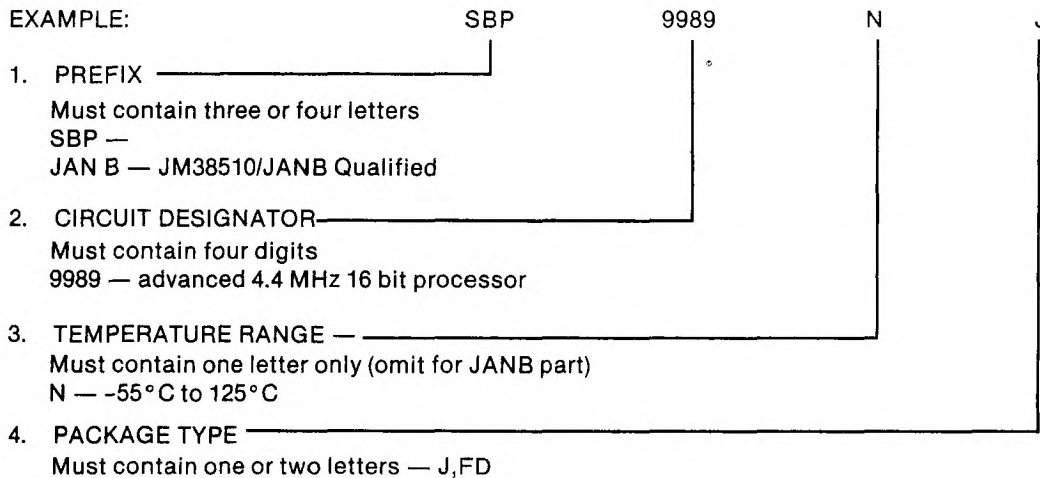 EXAMPLE: SBP 9989 N J
1. PREFIX
Must contain three or four letters
SBP —
JAN B — JM38510/JANB Qualified
2. CIRCUIT DESIGNATOR
Must contain four digits
9989 — advanced 4.4 MHz 16 bit processor
3. TEMPERATURE RANGE —
Must contain one letter only (omit for JANB part)
N — -55°C to 125°C
4. PACKAGE TYPE
Must contain one or two letters — J,FD